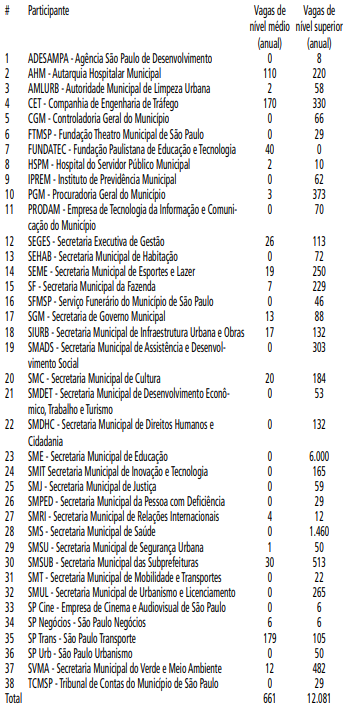 # Participante Vagas de Vagas de
nível médio nível superior
(anual) (anual)
1 ADESAMPA - Agência São Paulo de Desenvolvimento 0 8
2 AHM - Autarquia Hospitalar Municipal 110 220
3 AMLURB - Autoridade Municipal de Limpeza Urbana 2 58
4 CET - Companhia de Engenharia de Tráfego 170 330
5 CGM - Controladoria Geral do Município 0 66
6 FTMSP - Fundação Theatro Municipal de São Paulo 0 29
7 FUNDATEC - Fundação Paulistana de Educação e Tecnologia 40 0
8 HSPM - Hospital do Servidor Público Municipal 2 10
9 IPREM - Instituto de Previdência Municipal 0 62
10 PGM - Procuradoria Geral do Município 3 373
11 PRODAM - Empresa de Tecnologia da Informação e Comuni- 0 70
cação do Município
12 SEGES - Secretaria Executiva de Gestão 26 113
13 SEHAB - Secretaria Municipal de Habitação 0 72
14 SEME - Secretaria Municipal de Esportes e Lazer 19 250
15 SF - Secretaria Municipal da Fazenda 7 229
16 SFMSP - Serviço Funerário do Município de São Paulo 0 46
17 SGM - Secretaria de Governo Municipal 13 88
18 SIURB - Secretaria Municipal de Infraestrutura Urbana e Obras 17 132
19 SMADS - Secretaria Municipal de Assistência e Desenvol- 0 303
vimento Social
20 SMC - Secretaria Municipal de Cultura 20 184
21 SMDET - Secretaria Municipal de Desenvolvimento Econô- 0 53
mico, Trabalho e Turismo
22 SMDHC - Secretaria Municipal de Direitos Humanos e 0 132
Cidadania
23 SME - Secretaria Municipal de Educação 0 6.000
24 SMIT Secretaria Municipal de Inovação e Tecnologia 0 165
25 SMJ - Secretaria Municipal de Justiça 0 59
26 SMPED - Secretaria Municipal da Pessoa com Deficiência 0 29
27 SMRI - Secretaria Municipal de Relações Internacionais 4 12
28 SMS - Secretaria Municipal de Saúde 0 1.460
29 SMSU - Secretaria Municipal de Segurança Urbana 1 50
30 SMSUB - Secretaria Municipal das Subprefeituras 30 513
31 SMT - Secretaria Municipal de Mobilidade e Transportes 0 22
32 SMUL - Secretaria Municipal de Urbanismo e Licenciamento 0 265
33 SP Cine - Empresa de Cinema e Audiovisual de São Paulo 0 6
34 SP Negócios - São Paulo Negócios 6 6
35 SP Trans - São Paulo Transporte 179 105
36 SP Urb - São Paulo Urbanismo 0 50
37 SVMA - Secretaria Municipal do Verde e Meio Ambiente 12 482
38 TCMSP - Tribunal de Contas do Município de São Paulo 0 29
Total 661 12.081